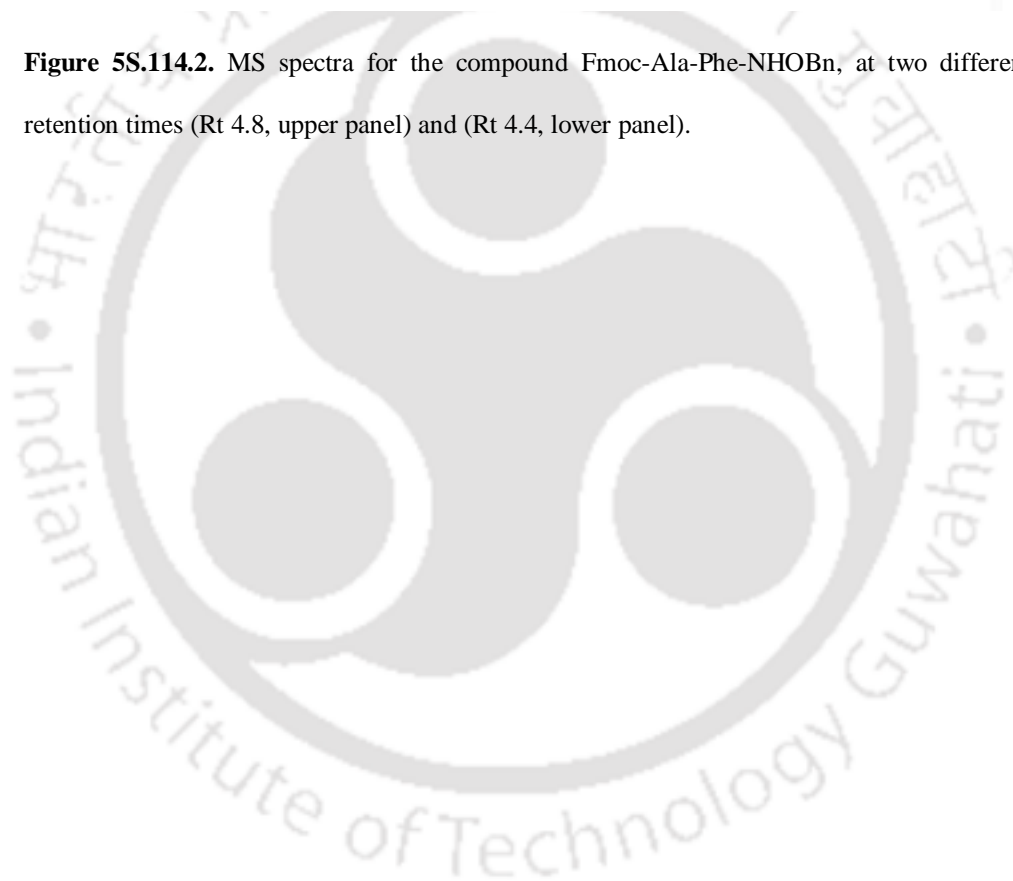 Figure 5S.114.2. MS spectra for the compound Fmoc-Ala-Phe-NHOBn, at two differen
retention times (Rt 4.8, upper panel) and (Rt 4.4, lower panel).
Indian Institute of Technology Guwahati